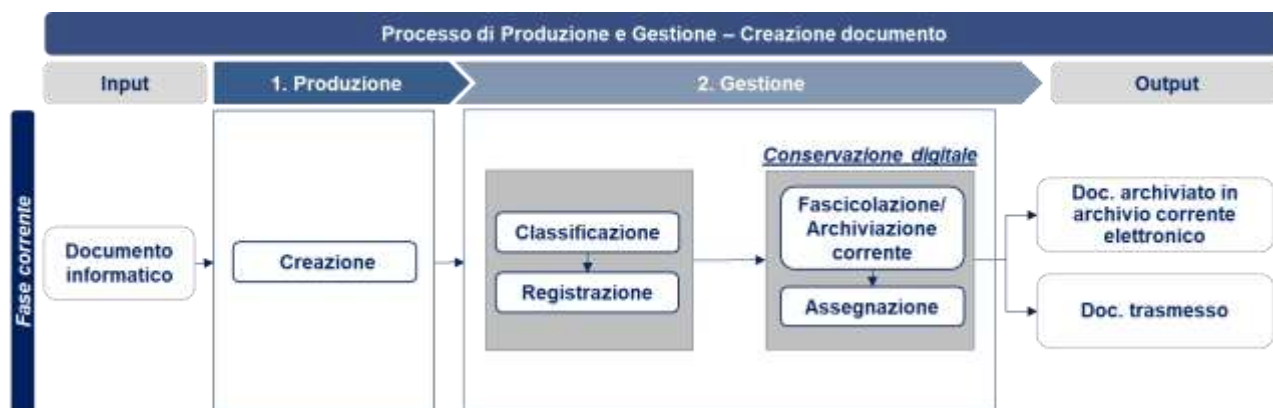 Processo di Produzione e Gestione – Creazione documento
Input
1. Produzione
2. Gestione
Output
Fase corrente
Documento
informatico
Creazione
Classificazione
Registrazione
Conservazione digitale
Fascicolazione/
Archiviazione
corrente
Assegnazione
Doc. archiviato in
archivio corrente
elettronico
Doc. trasmesso